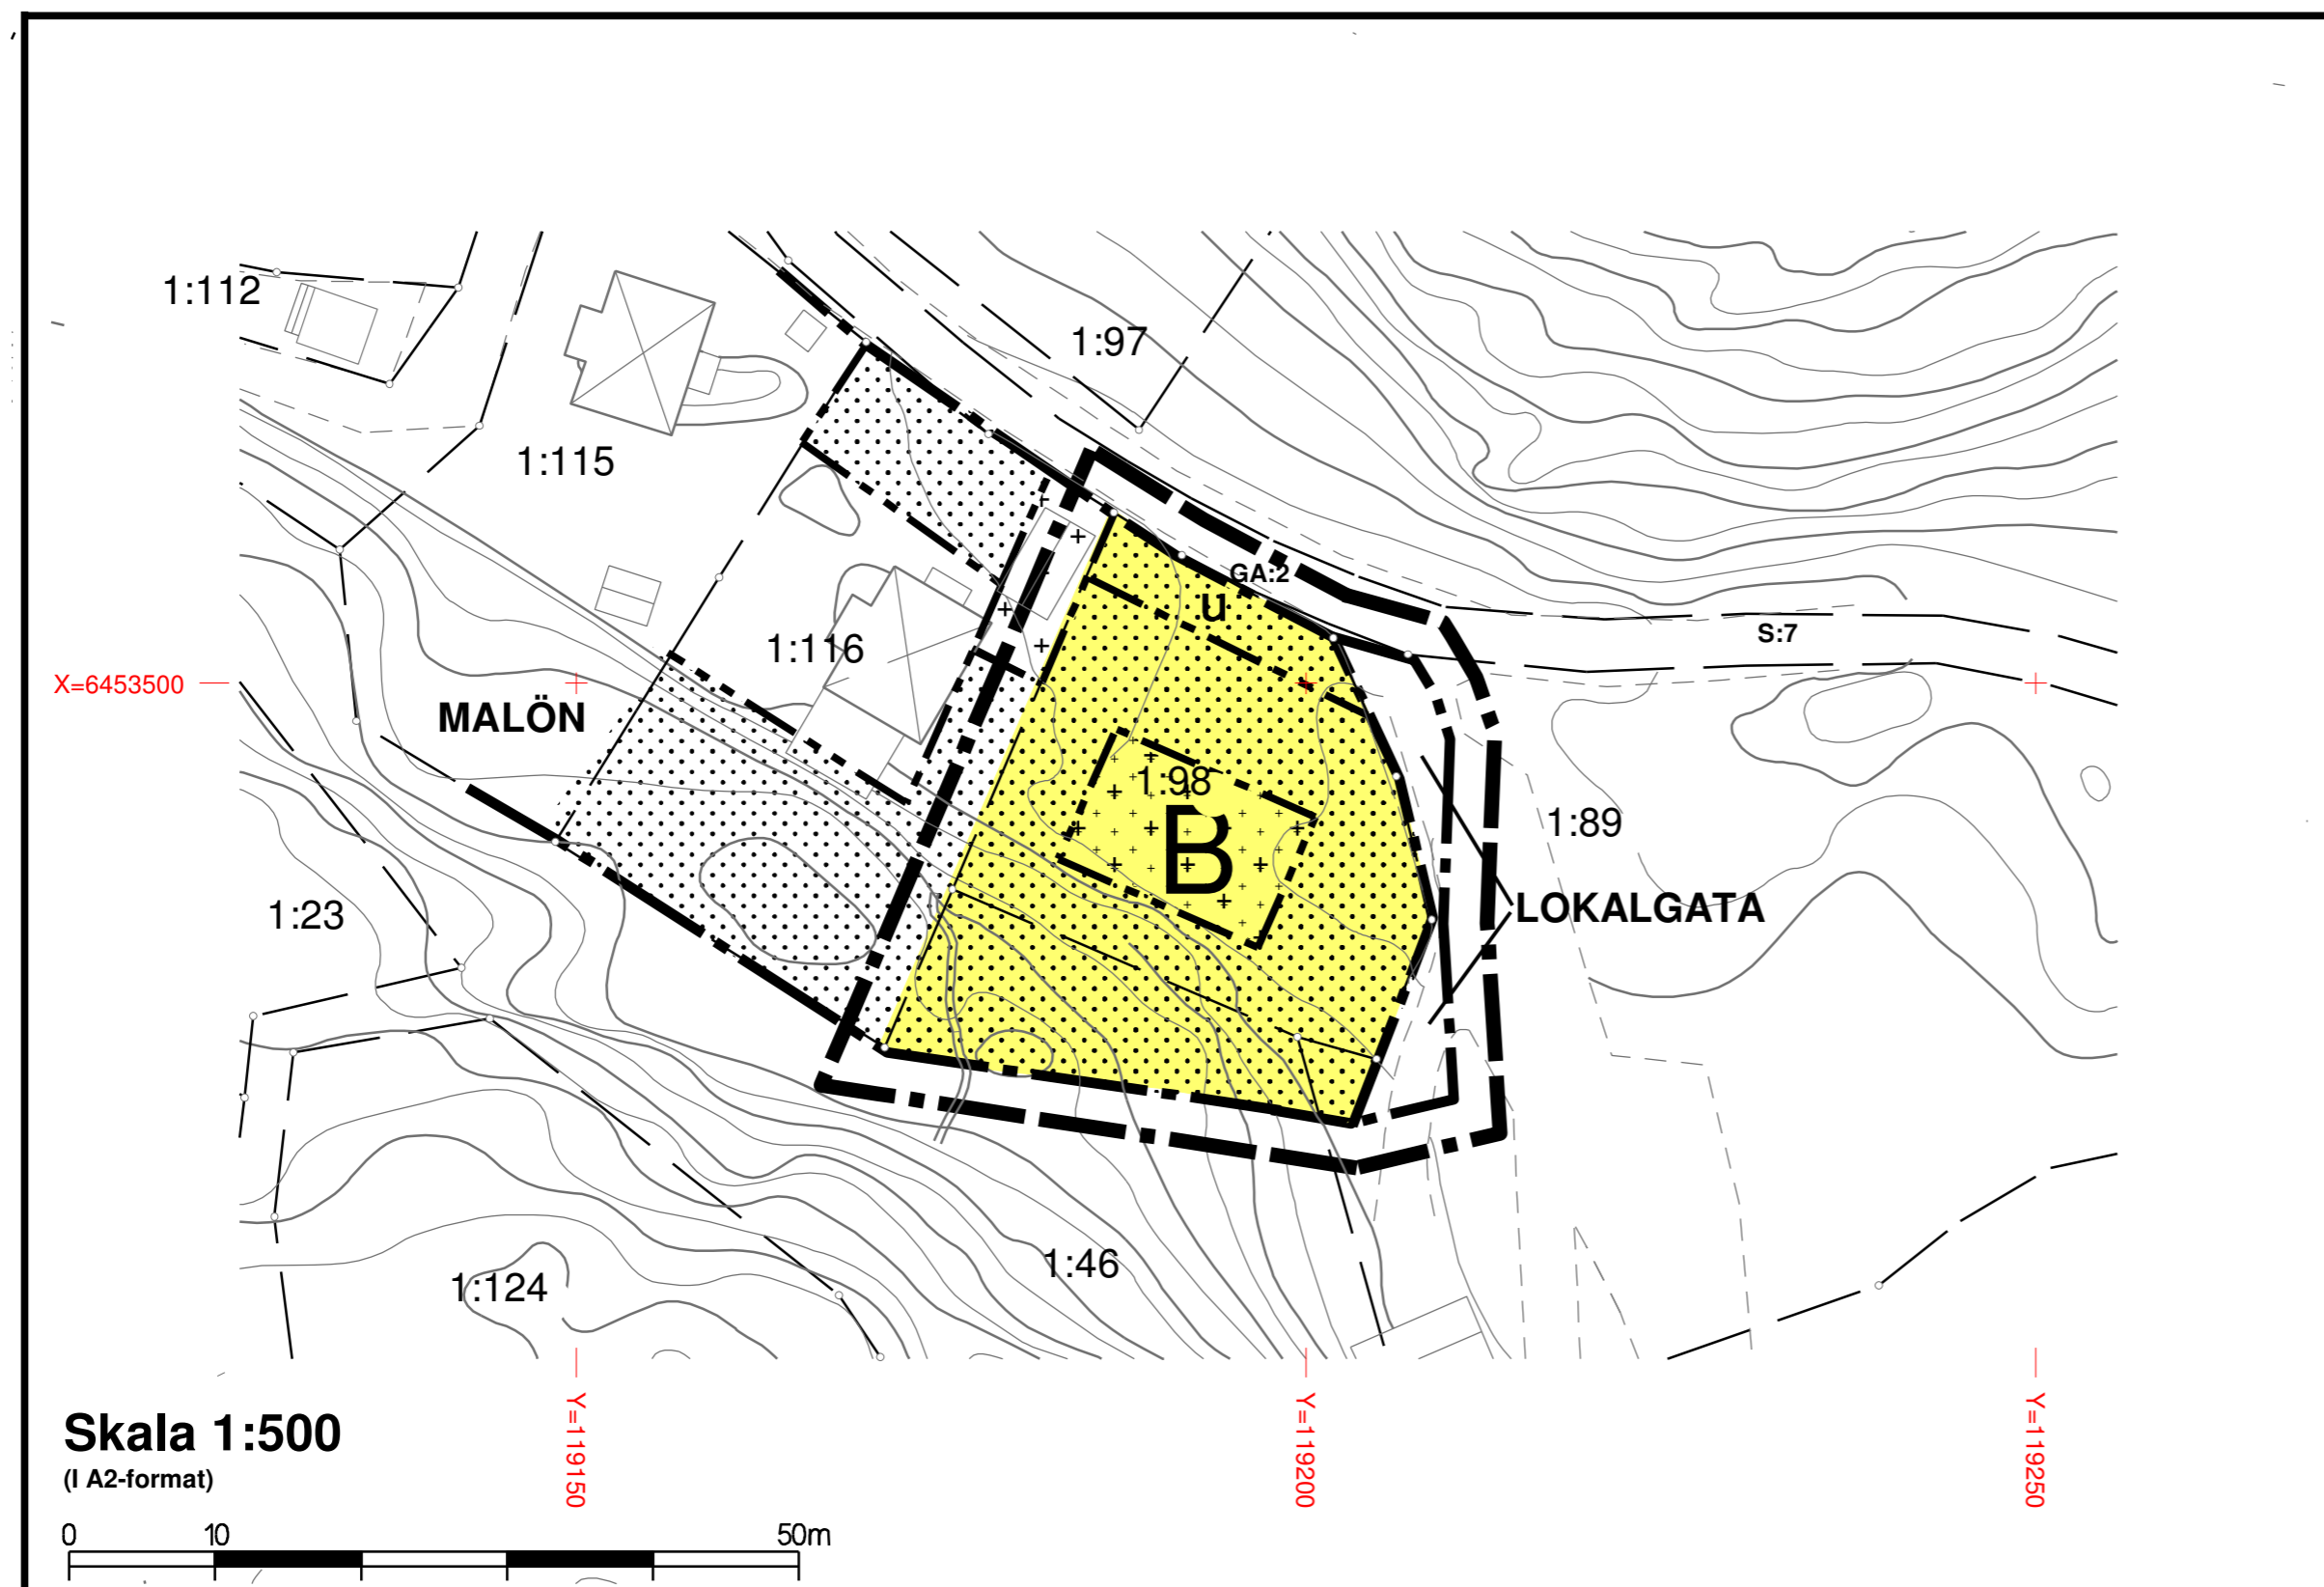 1:112
1:97
1:115
GA:2
u
S:7
1:116
X=6453500
MALÖN
1:98
B
1:89
1:23
LOKALGATA
1:46
1:124
Y=119150
Y=119200
Y=119250
Skala 1:500
(I A2-format)
0 10 50m